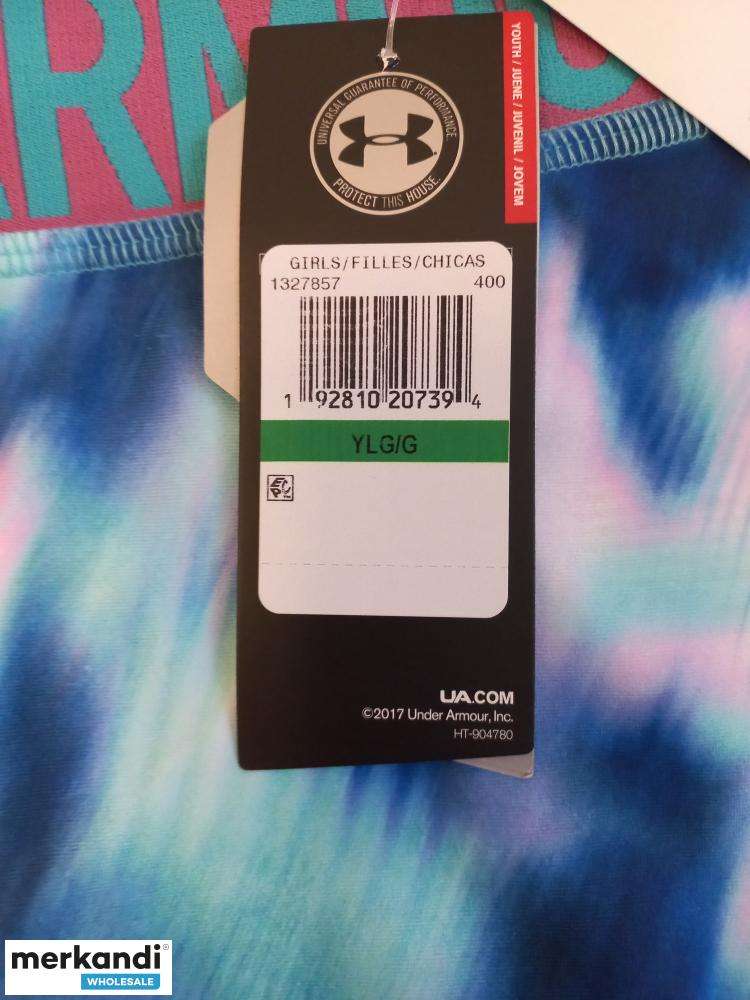 ARM
YOUTH / JUENE / JUVENIL / JOVEM
UNIVERSAL GUARANTEE OF PERFORMANCE
PROTECT THIS HOUSE.
GIRLS/FILLES/CHICAS
1327857 400
1 92810 20739 4
YLG/G
UA.COM
©2017 Under Armour, Inc.
HT-904780
merkandi®
WHOLESALE